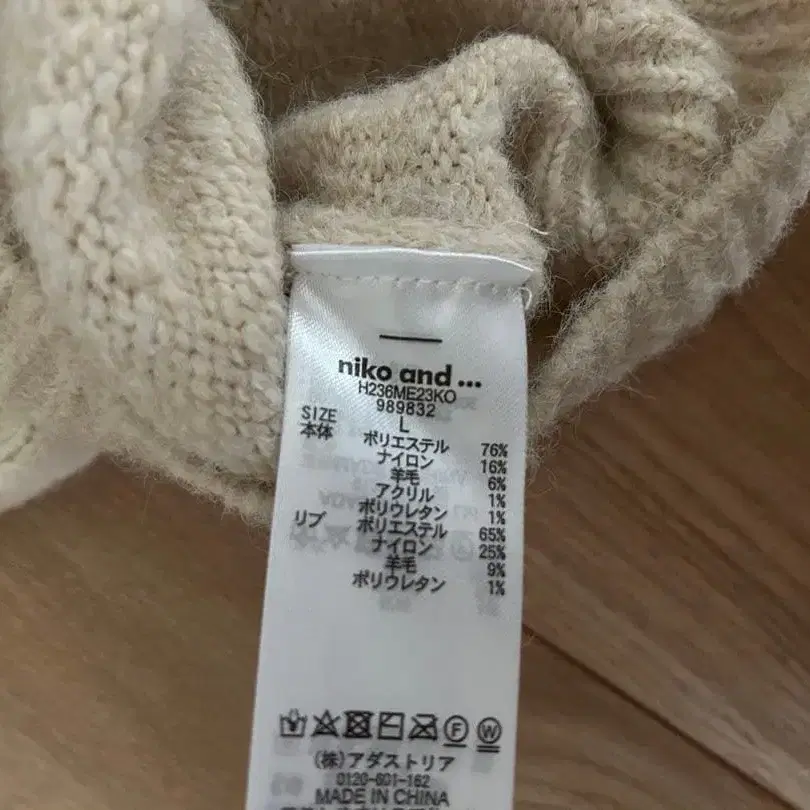 niko and ...
H236ME23KO
989832
SIZE L
本体 ポリエステル 76%
ナイロン 16%
羊毛 6%
アクリル 1%
ポリウレタン 1%
リブ ポリエステル 65%
ナイロン 25%
羊毛 9%
ポリウレタン 1%
F W
(株)アダストリア
0120-601-162
MADE IN CHINA